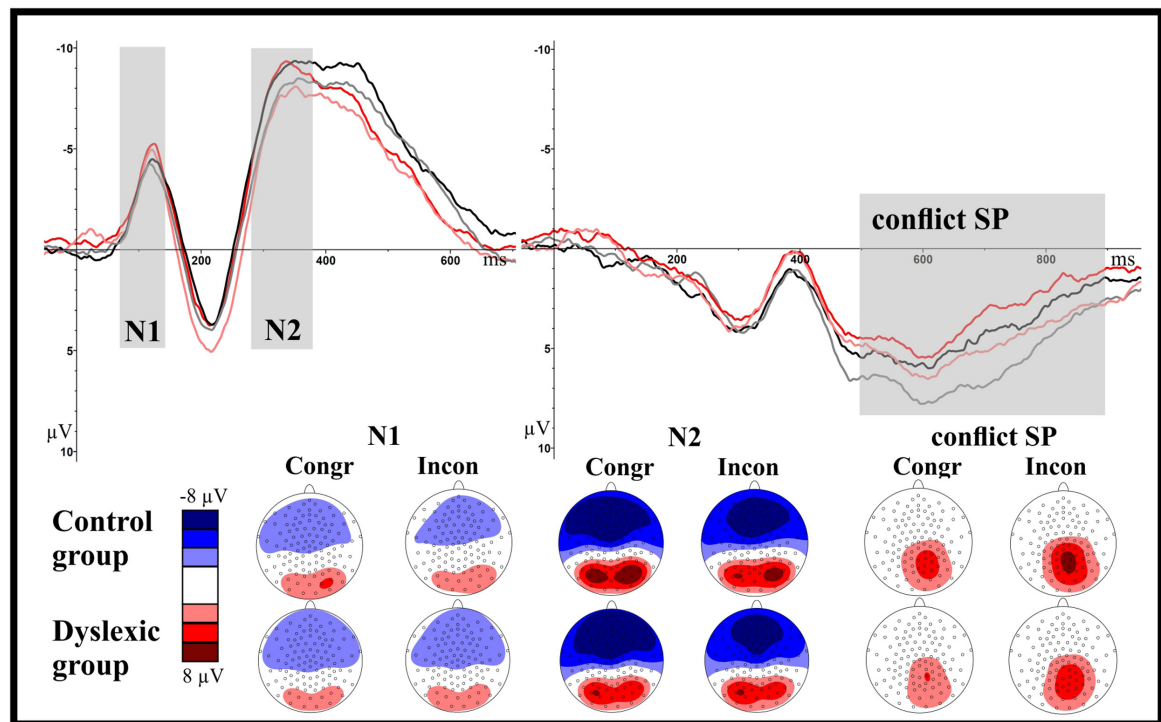 -10
-5
5
10
μV
200
400
600
ms
N1
N2
-10
-5
5
10
μV
200
400
600
800
ms
conflict SP
N1
N2
conflict SP
Congr
Incon
Congr
Incon
Congr
Incon
-8 μV
8 μV
Control
group
Dyslexic
group